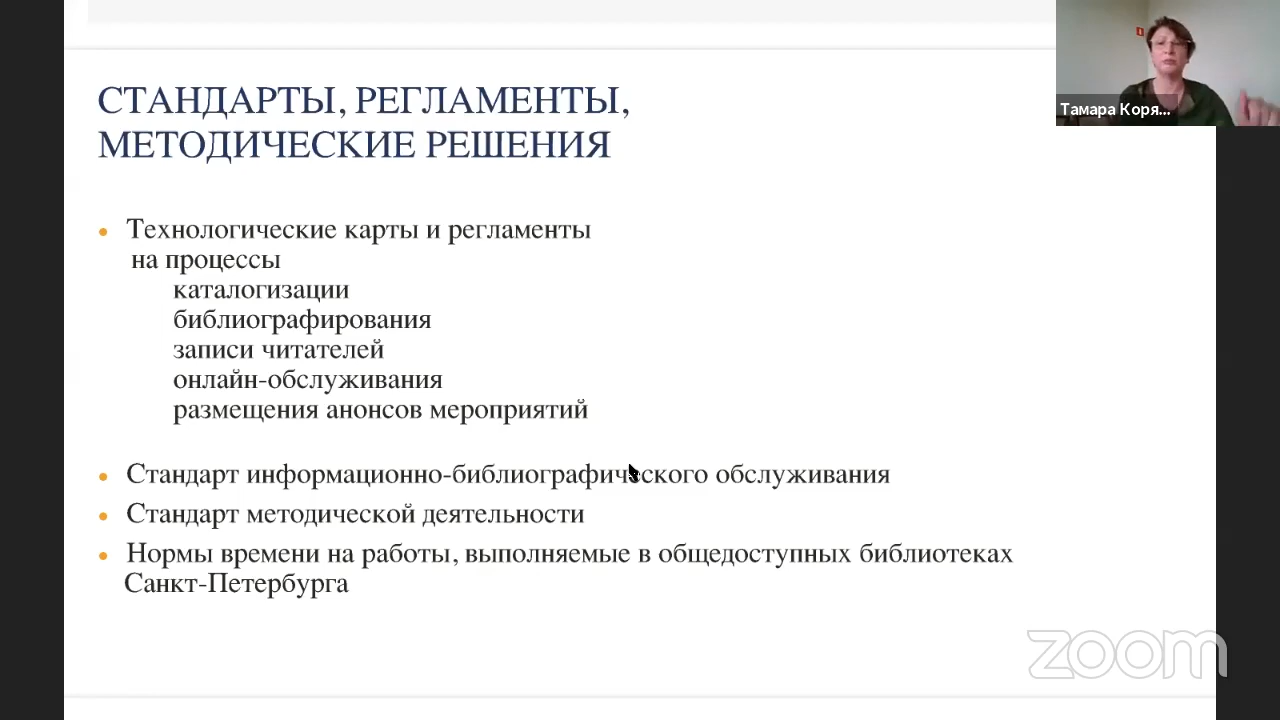 СТАНДАРТЫ, РЕГЛАМЕНТЫ,
МЕТОДИЧЕСКИЕ РЕШЕНИЯ
Тамара Коря...
• Технологические карты и регламенты
на процессы
каталогизации
библиографирования
записи читателей
онлайн-обслуживания
размещения анонсов мероприятий
• Стандарт информационно-библиографического обслуживания
• Стандарт методической деятельности
• Нормы времени на работы, выполняемые в общедоступных библиотеках
Санкт-Петербурга
zoom